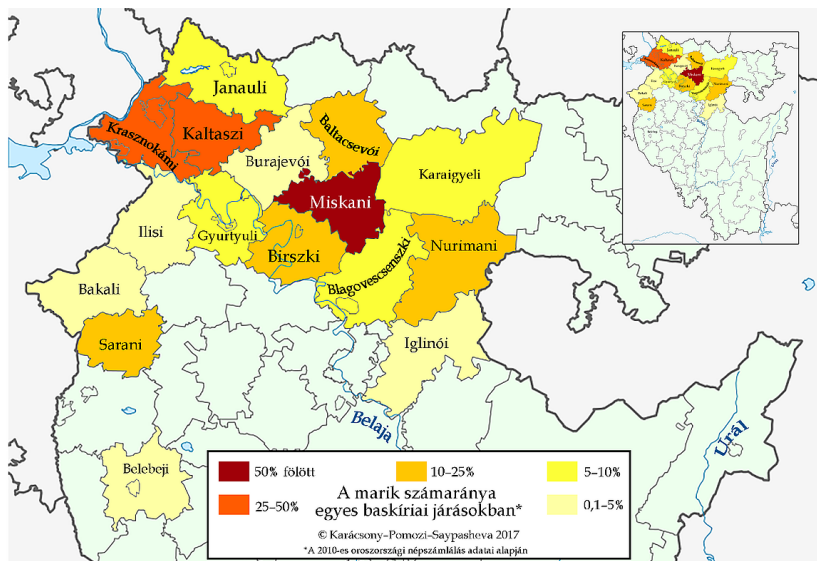 Janauli
Krasznokámi
Kaltaszi
Baltacsevói
Burajevói
Karaigyeli
Miskani
Ilisi
Gyurtyuli
Birszki
Nurimani
Blagovescsenszki
Bakali
Sarani
Iglinói
Belaja
Urál
Belebeji
50% fölött
10–25%
5–10%
25–50%
0,1–5%
A marik számaránya
egyes baskíriai járásokban*
© Karácsony–Pomozi–Saypasheva 2017
*A 2010-es oroszországi népszámlálás adatai alapján